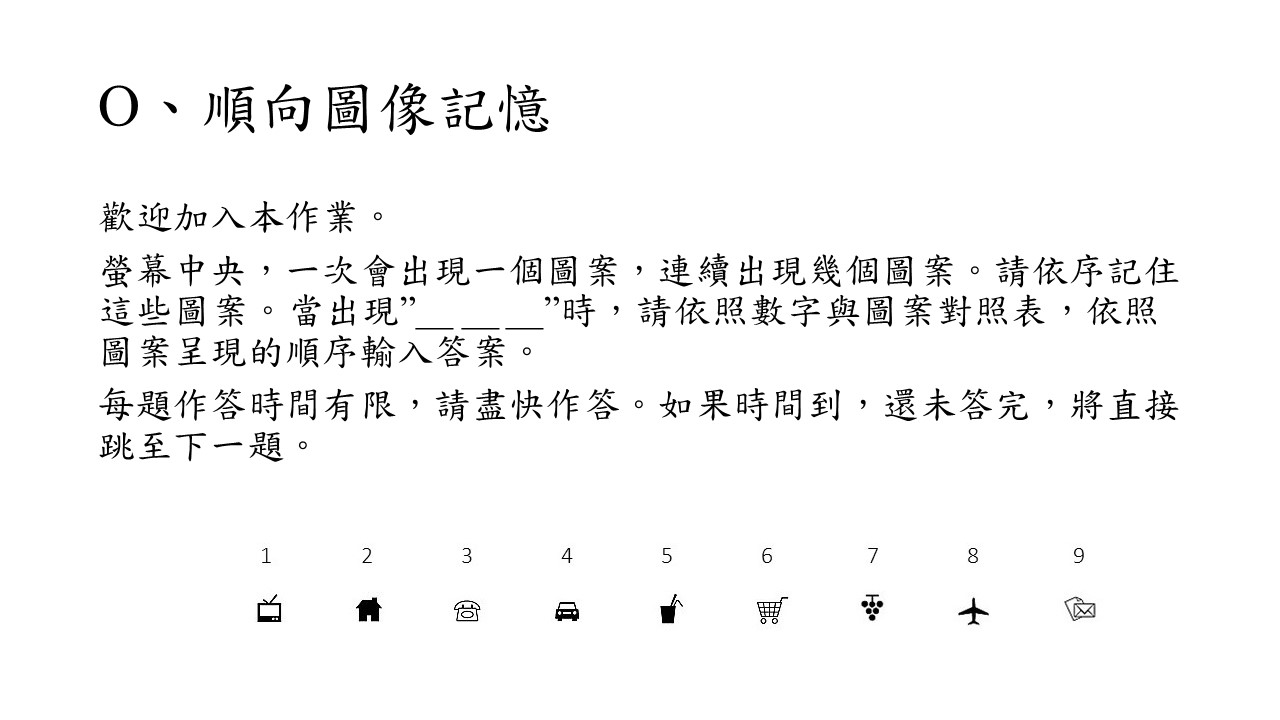 O、順向圖像記憶
歡迎加入本作業。
螢幕中央，一次會出現一個圖案，連續出現幾個圖案。請依序記住
這些圖案。當出現”__ __ __”時，請依照數字與圖案對照表，依照
圖案呈現的順序輸入答案。
每題作答時間有限，請盡快作答。如果時間到，還未答完，將直接
跳至下一題。
1 2 3 4 5 6 7 8 9